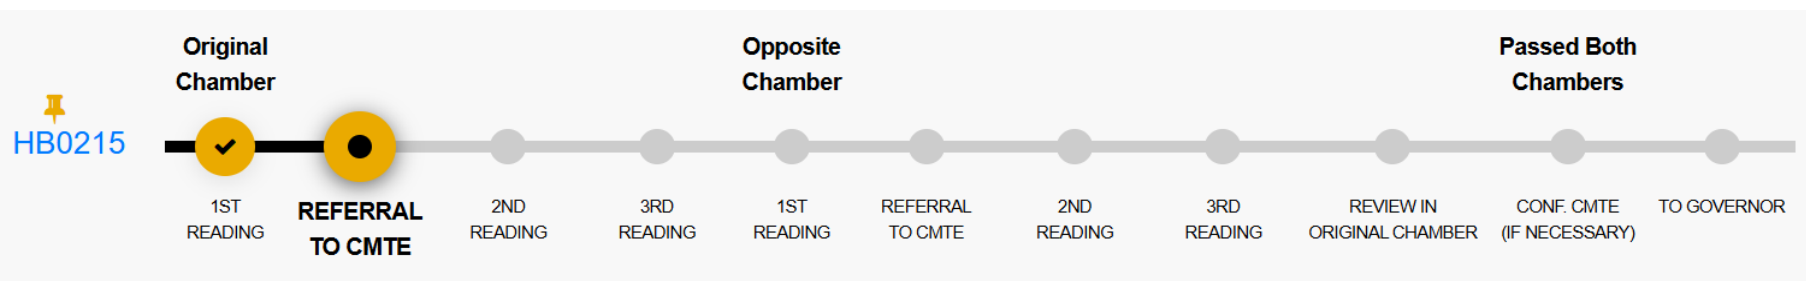 Original
Chamber
Opposite
Chamber
Passed Both
Chambers
HB0215
1ST
READING
REFERRAL
TO CMTE
2ND
READING
3RD
READING
1ST
READING
REFERRAL
TO CMTE
2ND
READING
3RD
READING
REVIEW IN
ORIGINAL CHAMBER
CONF. CMTE
(IF NECESSARY)
TO GOVERNOR